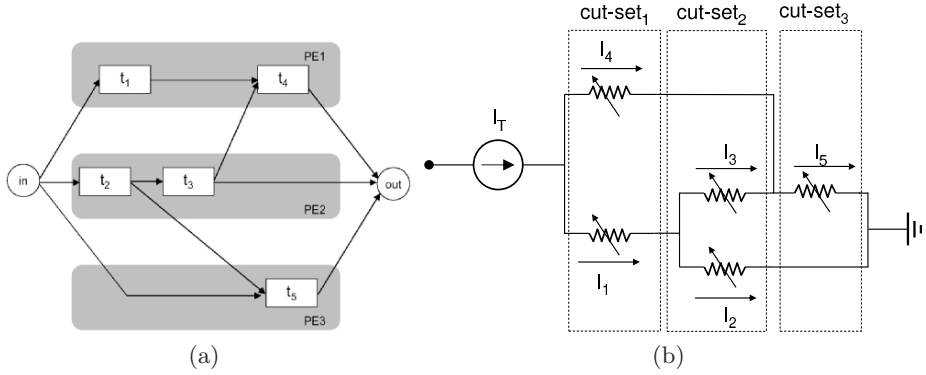 PE1
t1
t4
in
t2
t3
out
PE2
t5
PE3
(a)
cut-set1
cut-set2
cut-set3
I4
IT
I3
I5
I1
I2
(b)